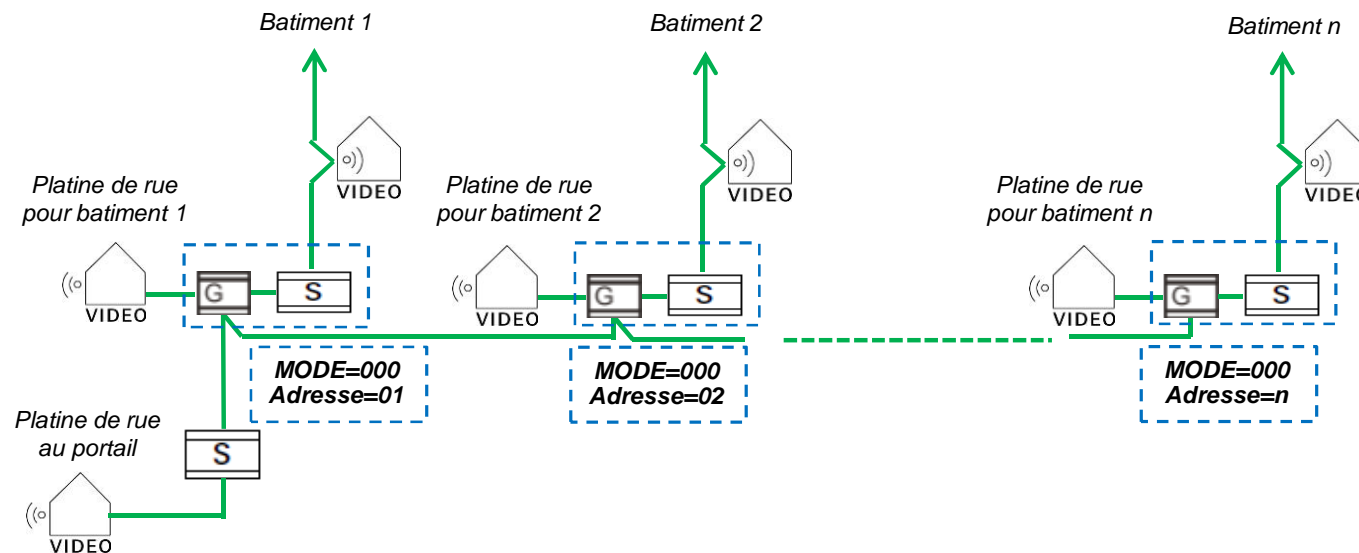 Batiment 1
Batiment 2
Batiment n
VIDEO
VIDEO
VIDEO
Platine de rue
pour batiment 1
Platine de rue
pour batiment 2
Platine de rue
pour batiment n
G
S
G
S
G
S
VIDEO
VIDEO
VIDEO
MODE=000
Adresse=01
MODE=000
Adresse=02
MODE=000
Adresse=n
Platine de rue
au portail
S
VIDEO